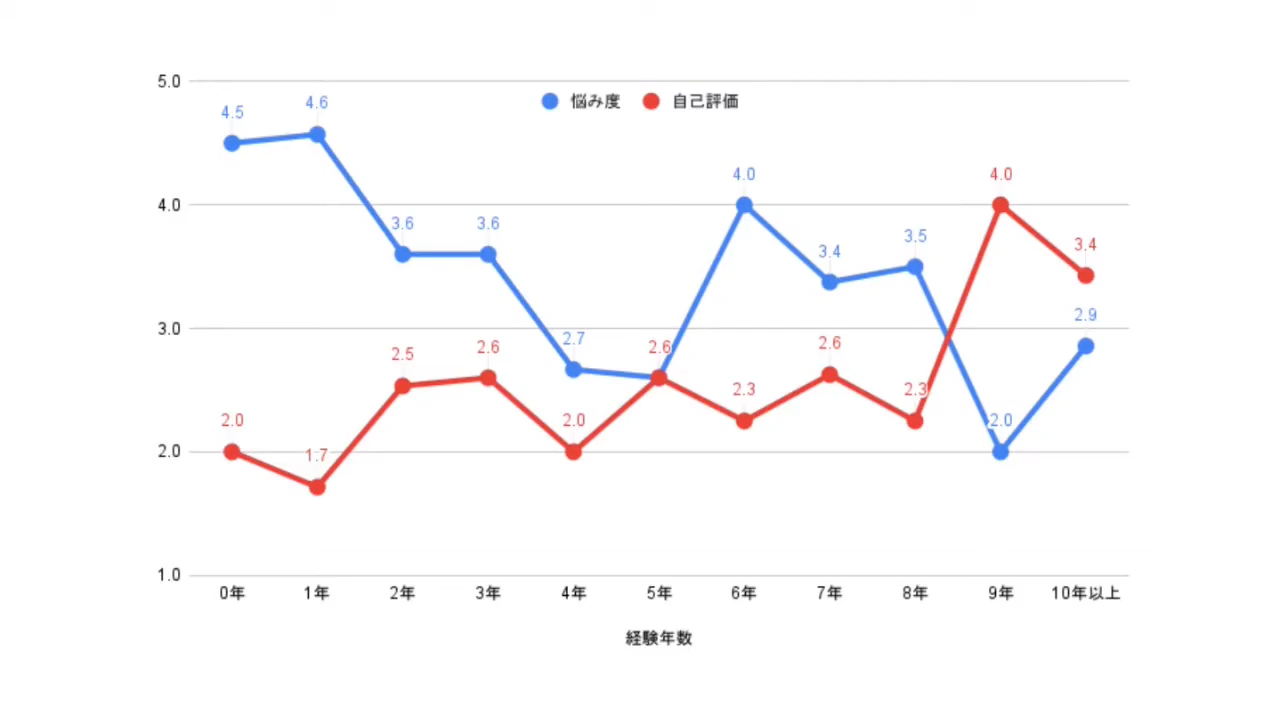 5.0
悩み度 自己評価
4.5 4.6 3.6 3.6 2.7 4.0 3.4 3.5 2.0 2.9
4.0
3.0
2.0 1.7 2.5 2.6 2.0 2.6 2.3 2.6 2.3 4.0 3.4
2.0
1.0
0年 1年 2年 3年 4年 5年 6年 7年 8年 9年 10年以上
経験年数